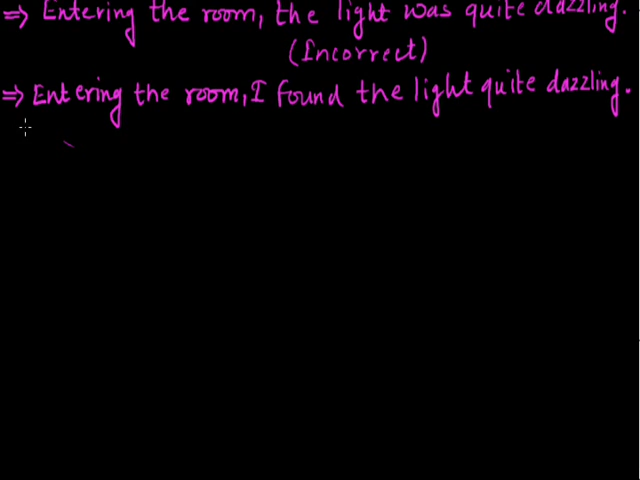 ⇒ Entering the room, the light was quite dazzling.
(Incorrect)
⇒ Entering the room, I found the light quite dazzling.